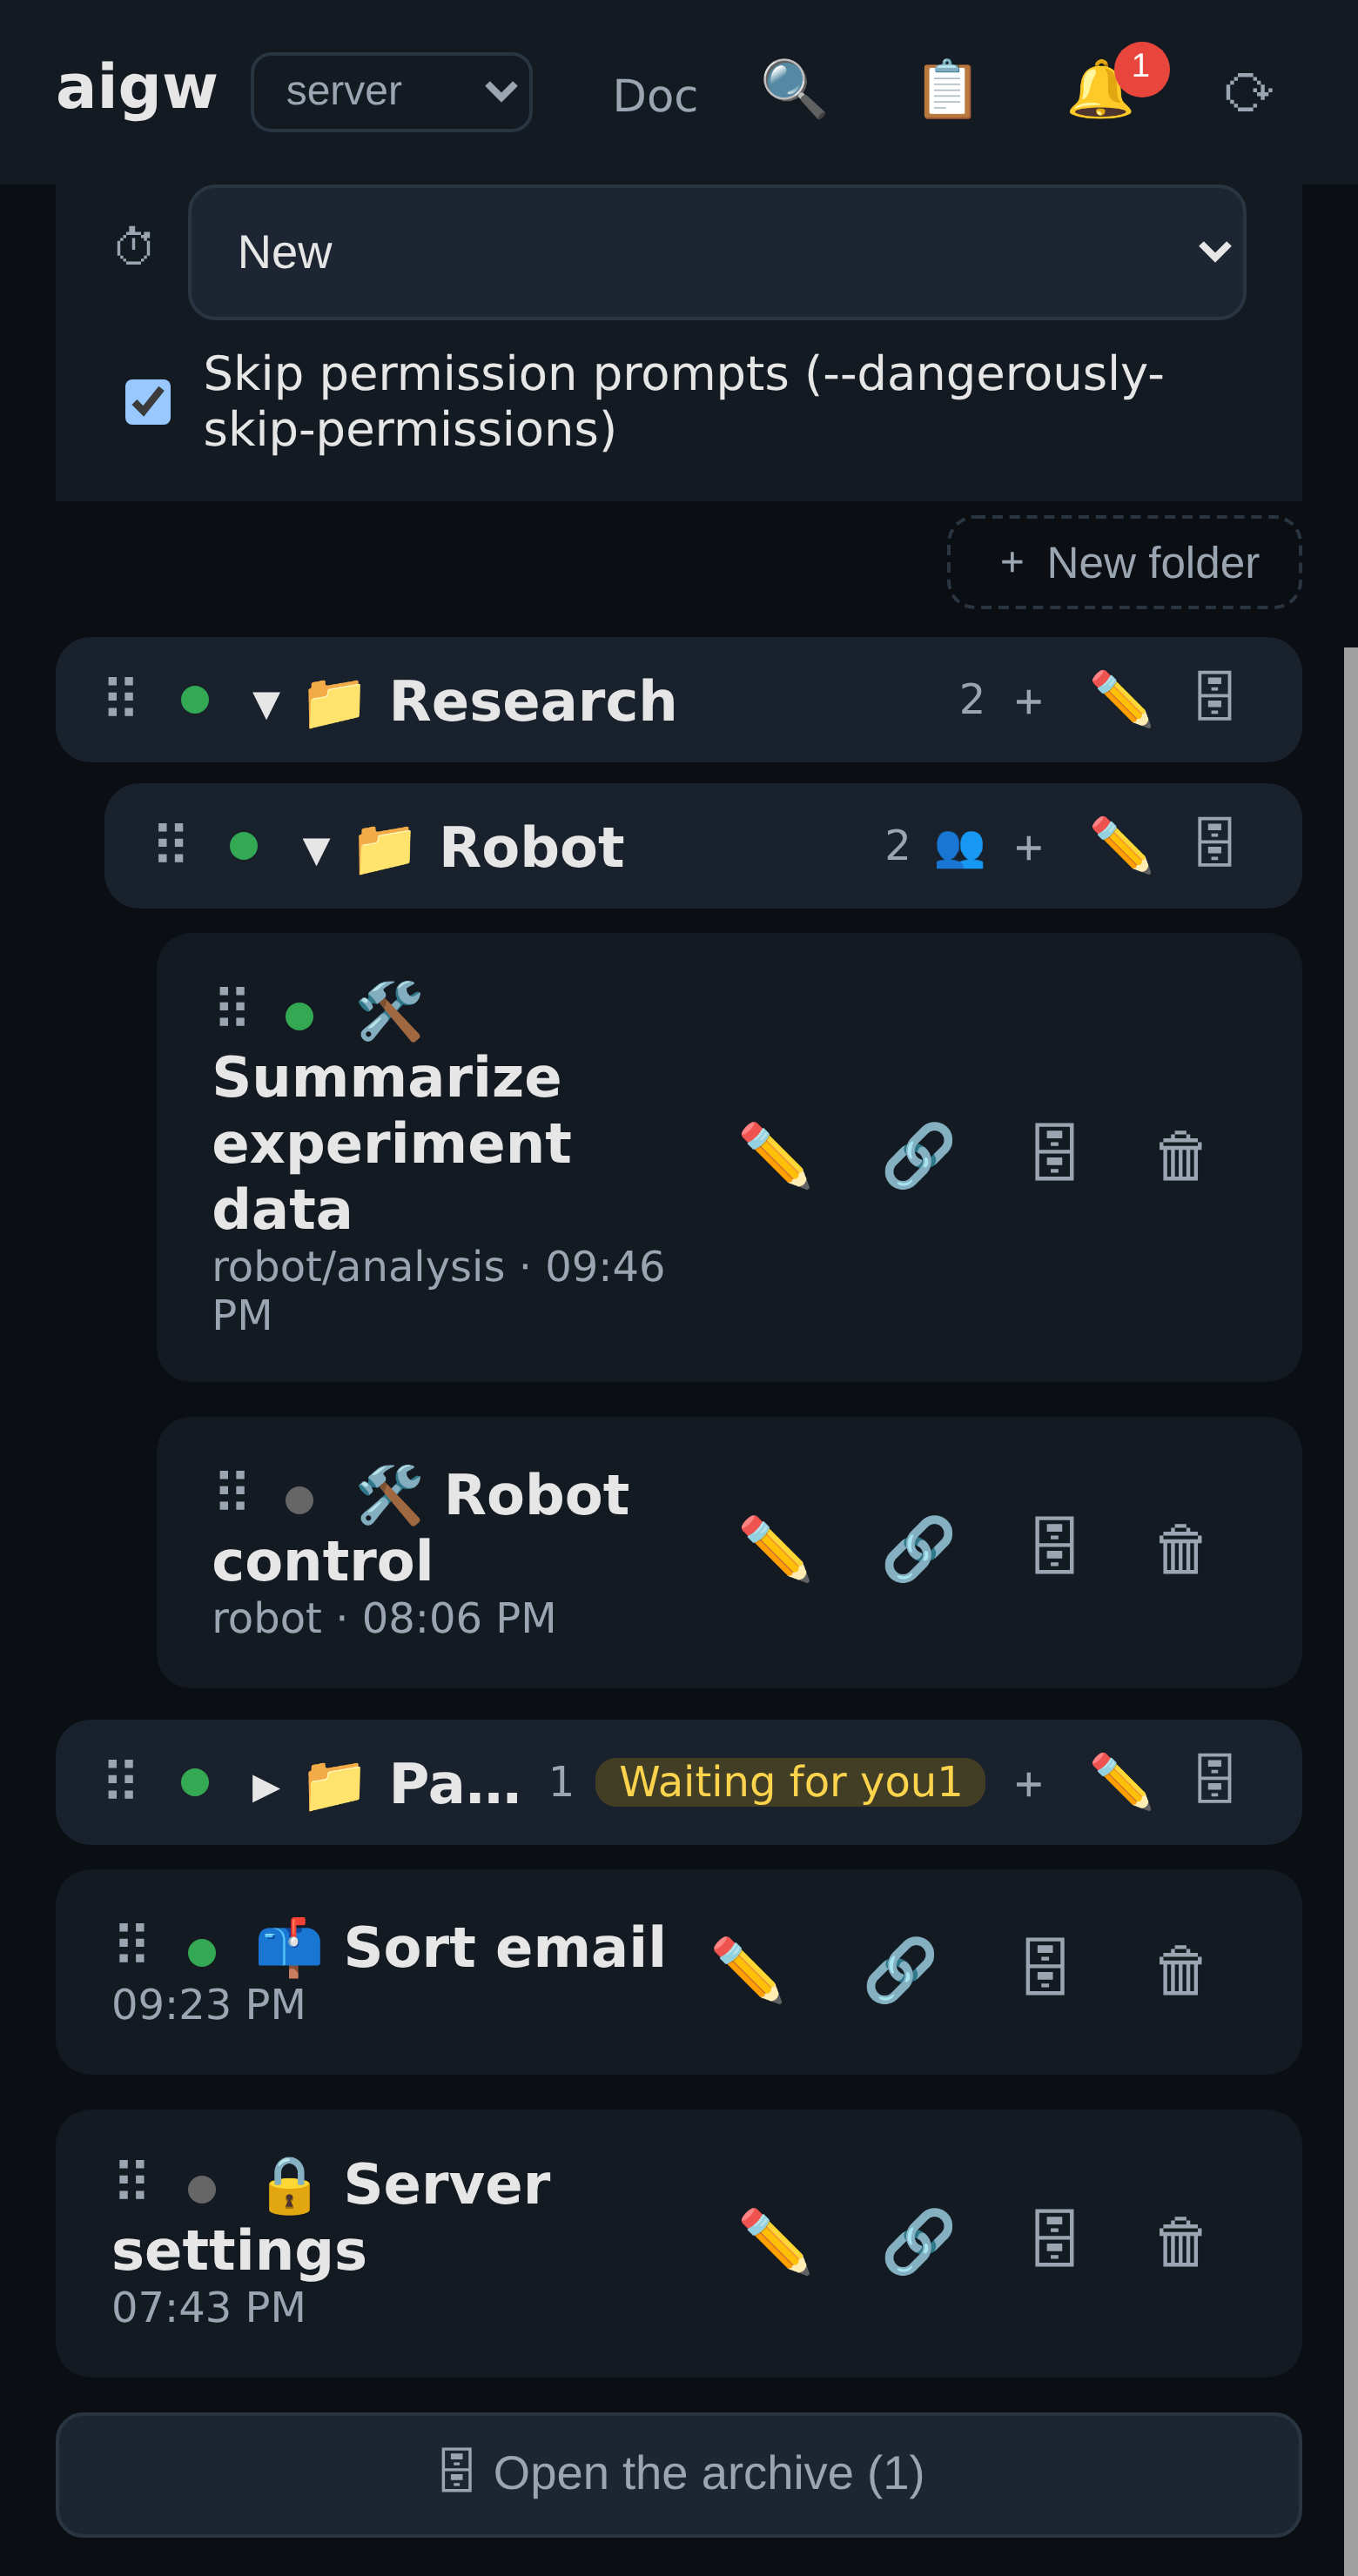 aigw server Doc 1
New
Skip permission prompts (--dangerously-
skip-permissions)
+ New folder
Research 2 +
Robot 2 +
Summarize
experiment
data
robot/analysis · 09:46
PM
Robot
control
robot · 08:06 PM
Pa... 1 Waiting for you1 +
Sort email
09:23 PM
Server
settings
07:43 PM
Open the archive (1)